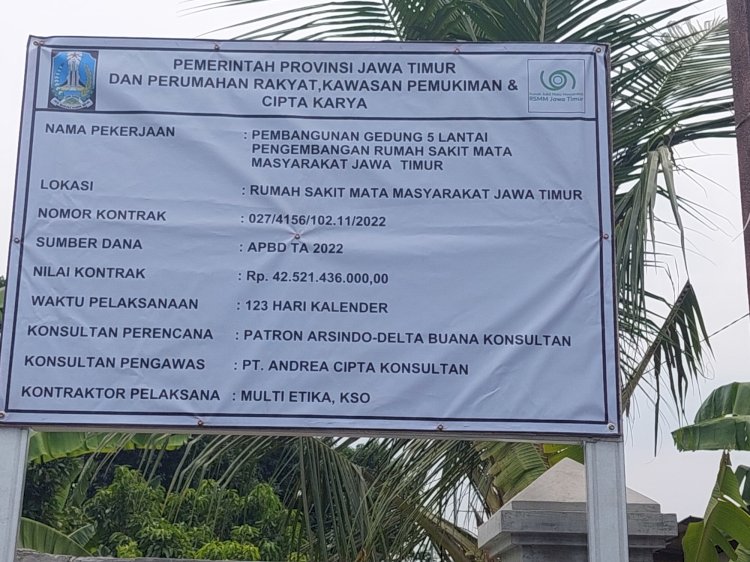 PEMERINTAH PROVINSI JAWA TIMUR
DAN PERUMAHAN RAKYAT,KAWASAN PEMUKIMAN &
CIPTA KARYA
RSMM Jawa Timur
NAMA PEKERJAAN : PEMBANGUNAN GEDUNG 5 LANTAI
PENGEMBANGAN RUMAH SAKIT MATA
MASYARAKAT JAWA TIMUR
LOKASI : RUMAH SAKIT MATA MASYARAKAT JAWA TIMUR
NOMOR KONTRAK : 027/4156/102.11/2022
SUMBER DANA : APBD TA 2022
NILAI KONTRAK : Rp. 42.521.436.000,00
WAKTU PELAKSANAAN : 123 HARI KALENDER
KONSULTAN PERENCANA : PATRON ARSINDO-DELTA BUANA KONSULTAN
KONSULTAN PENGAWAS : PT. ANDREA CIPTA KONSULTAN
KONTRAKTOR PELAKSANA : MULTI ETIKA, KSO